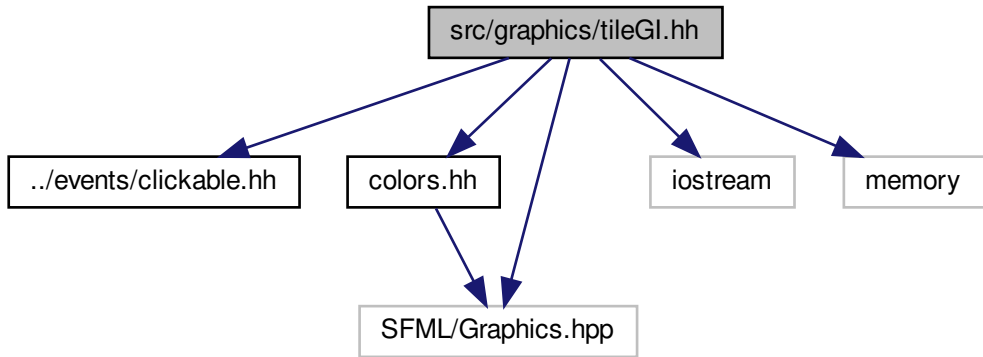 src/graphics/tileGI.hh
../events/clickable.hh
colors.hh
iostream
memory
SFML/Graphics.hpp